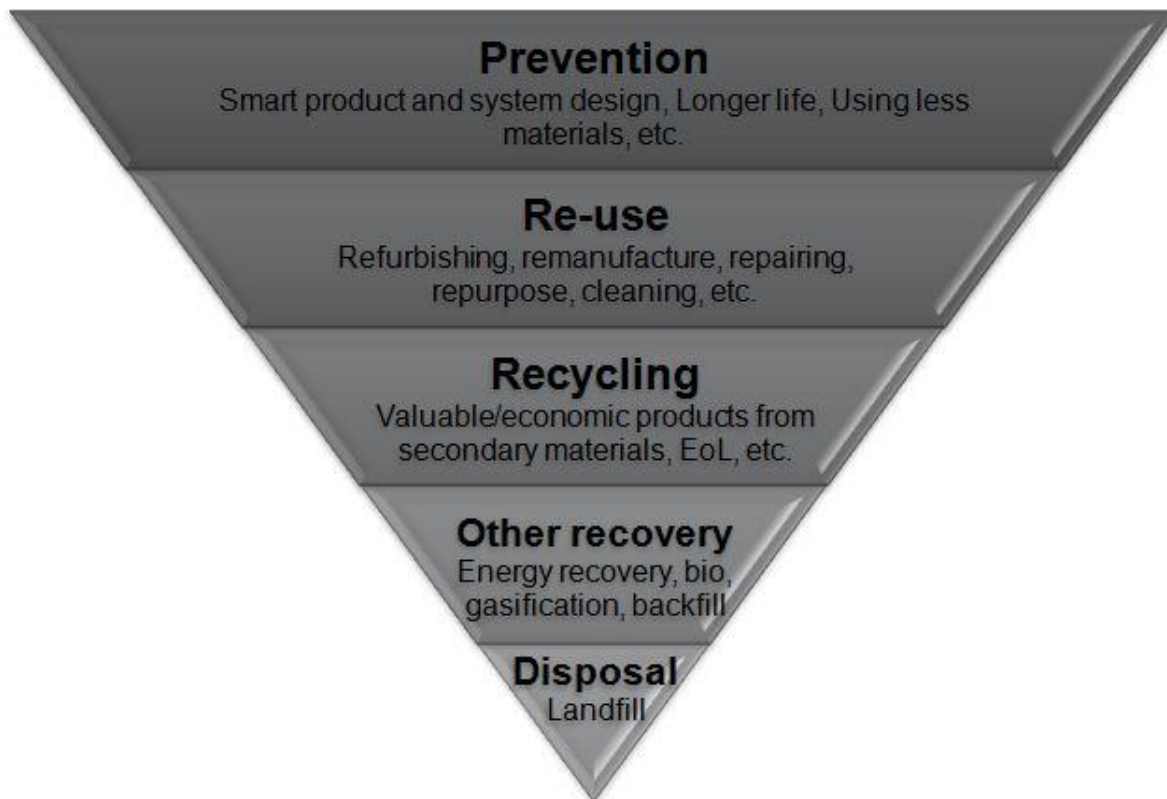 Prevention
Smart product and system design, Longer life, Using less
materials, etc.
Re-use
Refurbishing, remanufacture, repairing,
repurpose, cleaning, etc.
Recycling
Valuable/economic products from
secondary materials, EoL, etc.
Other recovery
Energy recovery, bio,
gasification, backfill
Disposal
Landfill